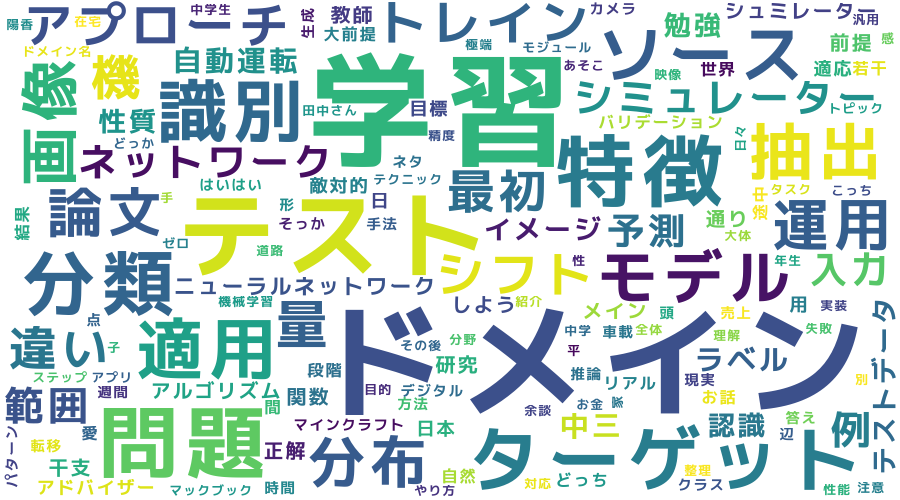 陽香
在宅
中学生
生成
教師
トレイン
カメラ
シュミレーター
汎用
アプローチ
大前提
極端
モジュール
勉強
ソース
前提
感
ドメイン名
自動運転
あそこ
世界
適応
若干
画像
機
識別
学習
映像
シミュレーター
トピック
性質
田中さん
目標
バリデーション
どっか
精度
日々
ネットワーク
ネタ
特徴
抽出
論文
はいはい
敵対的
テクニック
最初
タスク
こっち
手
形
日
途中
結果
テスト
そっか
手法
イメージ
予測
通り
運用
ゼロ
道路
大体
分類
シフト
性
モデル
年生
入力
ニューラルネットワーク
機械学習
量
しよう
紹介
メイン
頭
売上
用
実装
データ
点
ドメイン
違い
子
適用
その後
分野
中学
車載
全体
理解
失敗
平
ラベル
段階
研究
ステップ
アプリ
週間
目的
デジタル
推論
リアル
現実
別
範囲
アルゴリズム
関数
方法
お金
お話
問題
間
余談
テスト
愛
マインクラフト
日本
ターゲット
中三
認識
答え
辺
例
パターン
転移
正解
分布
干支
自然
アドバイザー
マックブック
時間
やり方
対応
どっち
整理
クラス
性能
注意